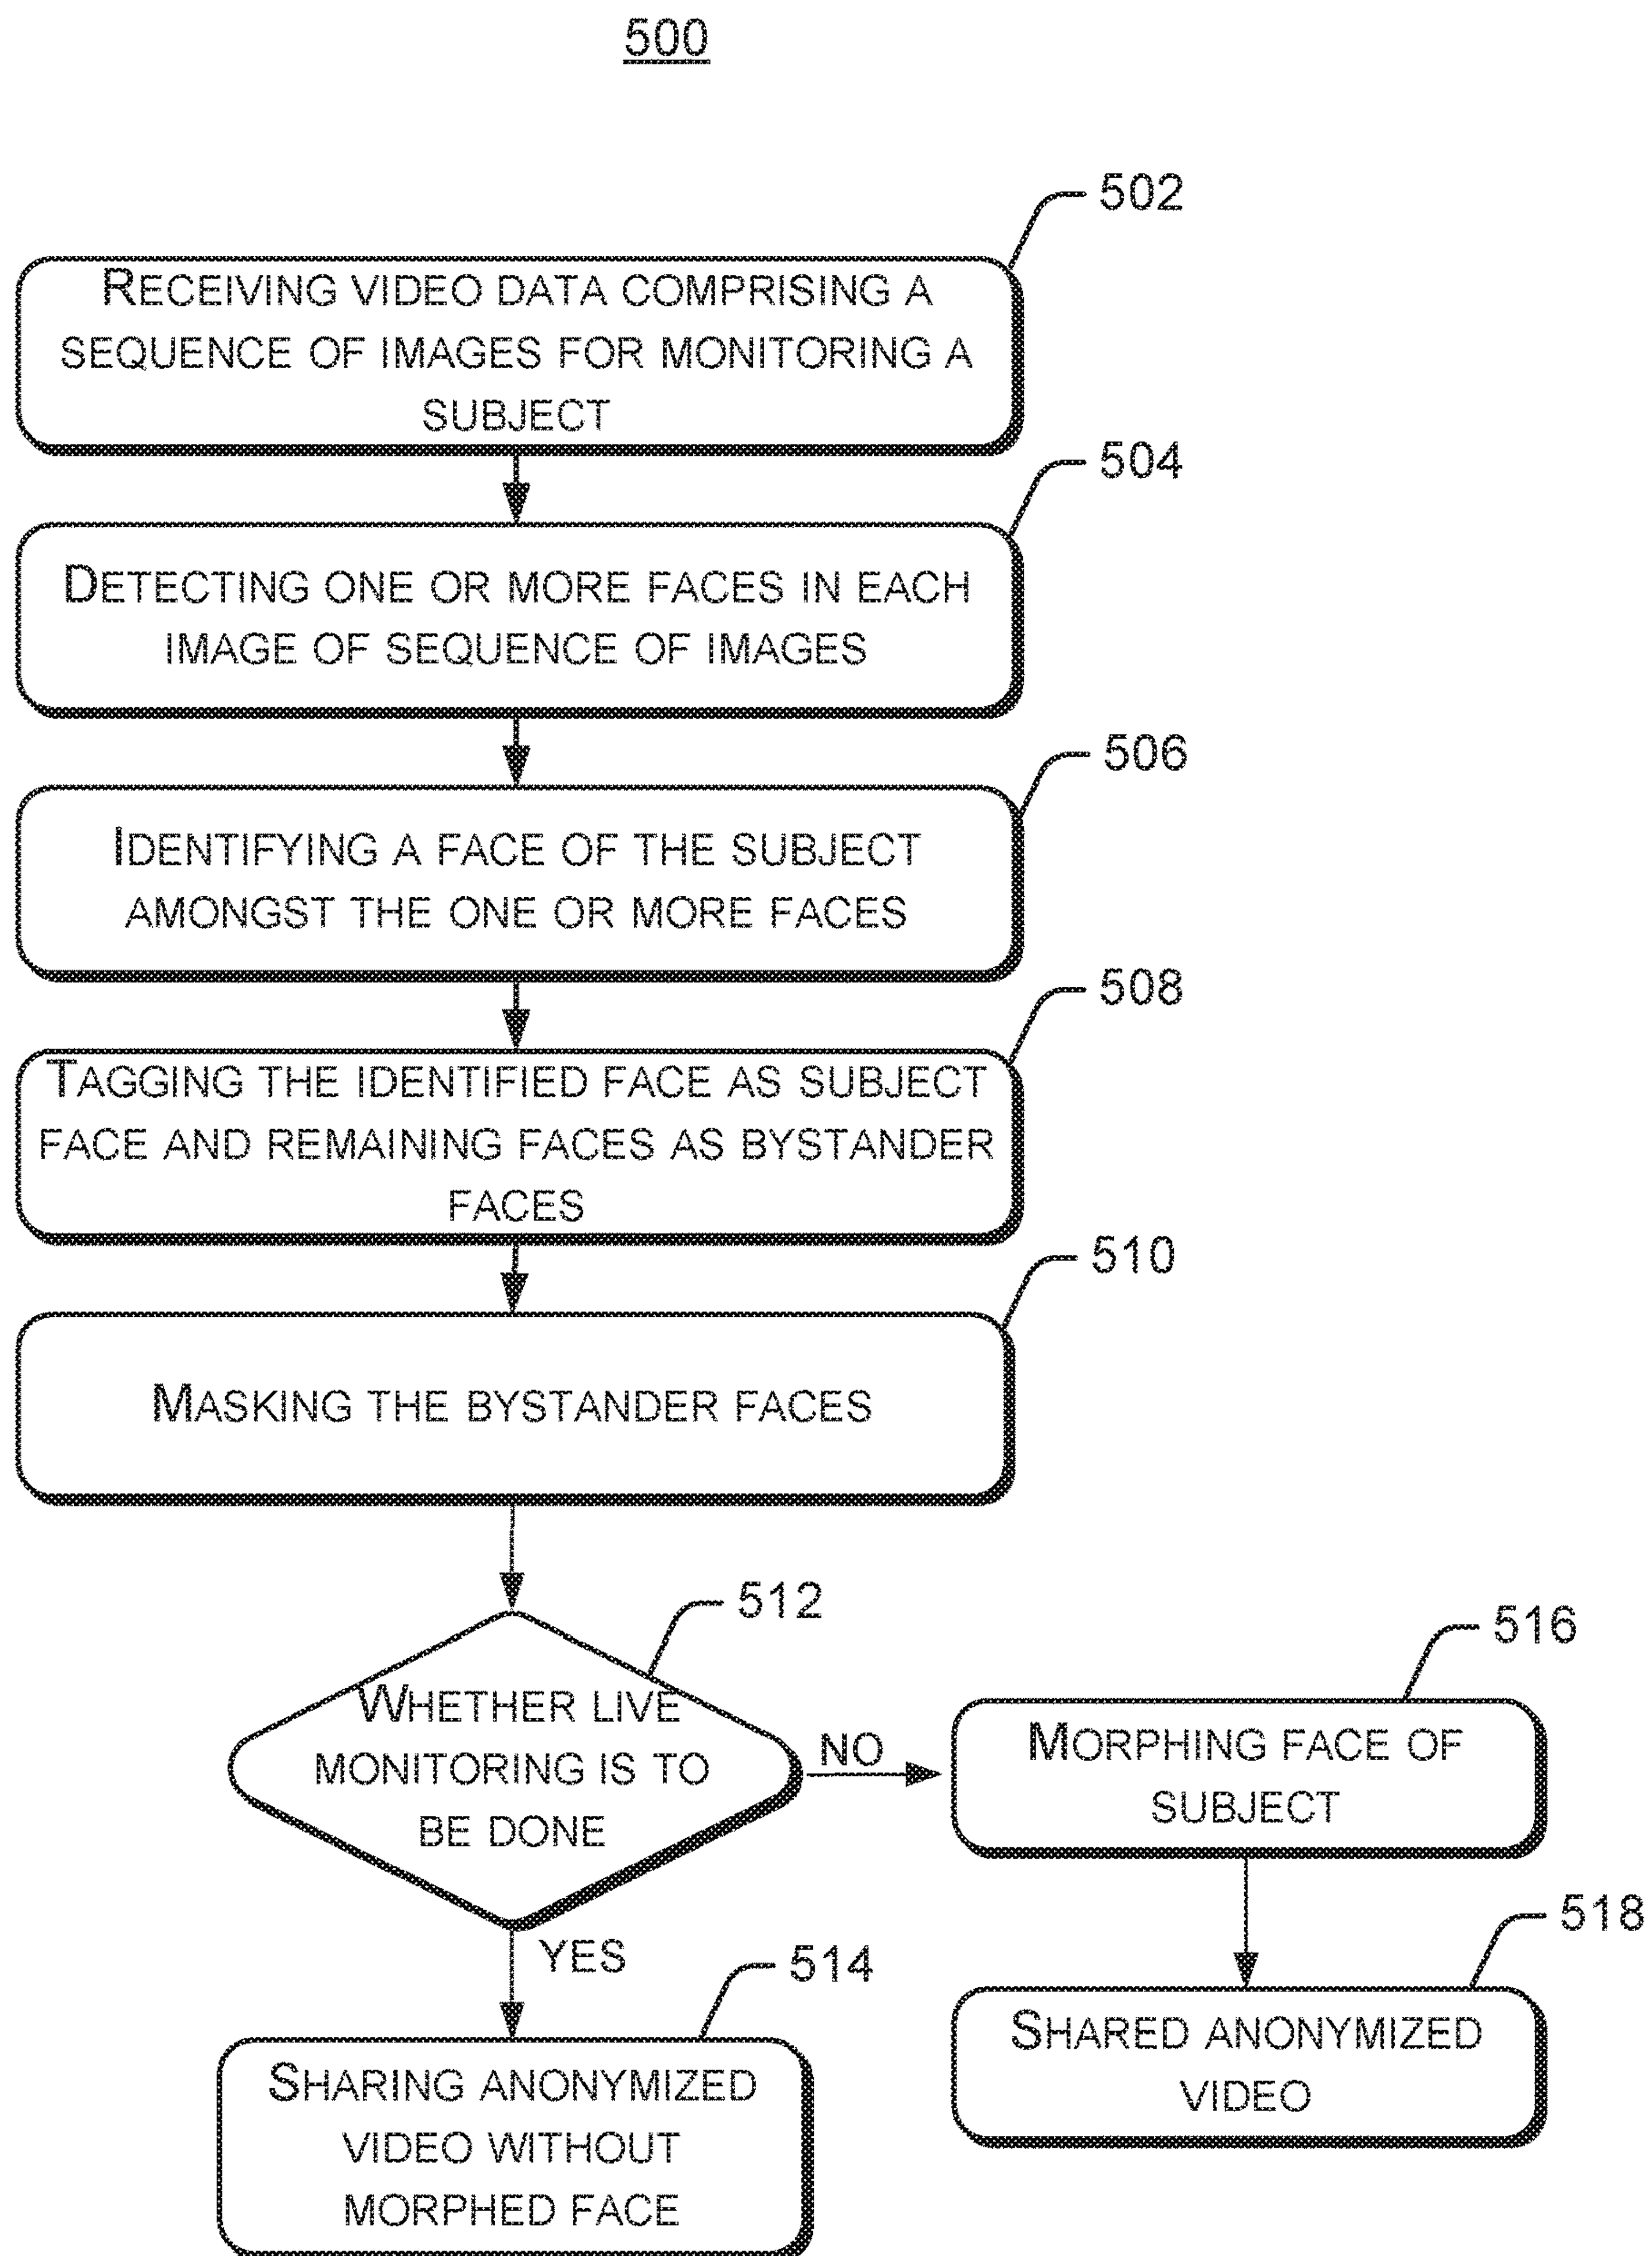 500
502
RECEIVING VIDEO DATA COMPRISING A
SEQUENCE OF IMAGES FOR MONITORING A
SUBJECT
504
DETECTING ONE OR MORE FACES IN EACH
IMAGE OF SEQUENCE OF IMAGES
506
IDENTIFYING A FACE OF THE SUBJECT
AMONGST THE ONE OR MORE FACES
508
TAGGING THE IDENTIFIED FACE AS SUBJECT
FACE AND REMAINING FACES AS BYSTANDER
FACES
510
MASKING THE BYSTANDER FACES
512
WHETHER LIVE
MONITORING IS TO
BE DONE
NO
516
MORPHING FACE OF
SUBJECT
YES
514
SHARING ANONYMIZED
VIDEO WITHOUT
MORPHED FACE
518
SHARED ANONYMIZED
VIDEO